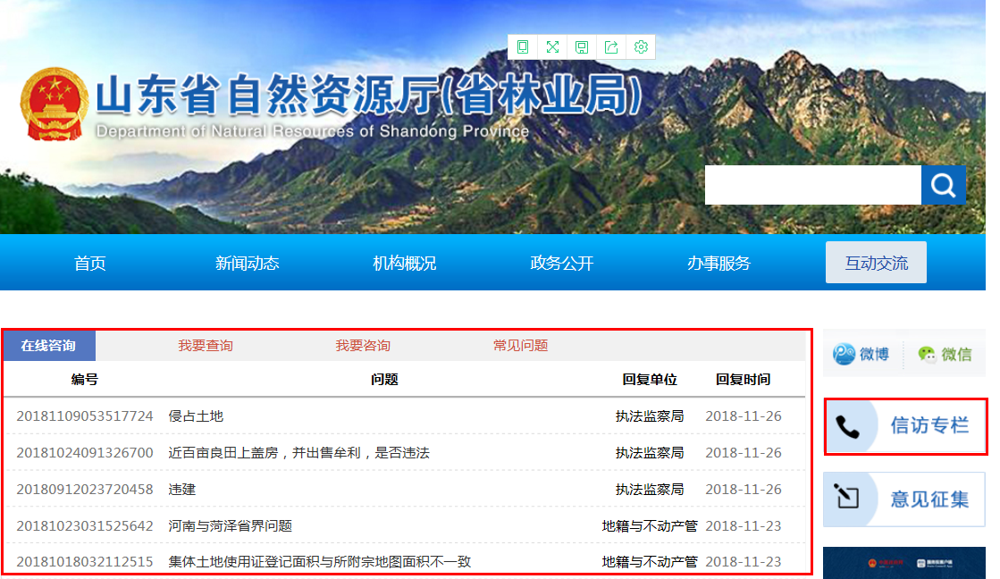 山东省自然资源厅(省林业局)
Department of Natural Resources of Shandong Province
首页 新闻动态 机构概况 政务公开 办事服务 互动交流
在线咨询 我要查询 我要咨询 常见问题
编号 问题 回复单位 回复时间
20181109053517724 侵占土地 执法监察局 2018-11-26
20181024091326700 近百亩良田上盖房，并出售牟利，是否违法 执法监察局 2018-11-26
20180912023720458 违建 执法监察局 2018-11-26
20181023031525642 河南与菏泽省界问题 地籍与不动产管 2018-11-23
20181018032112515 集体土地使用证登记面积与所附宗地图面积不一致 地籍与不动产管 2018-11-23
微博 微信
信访专栏
意见征集